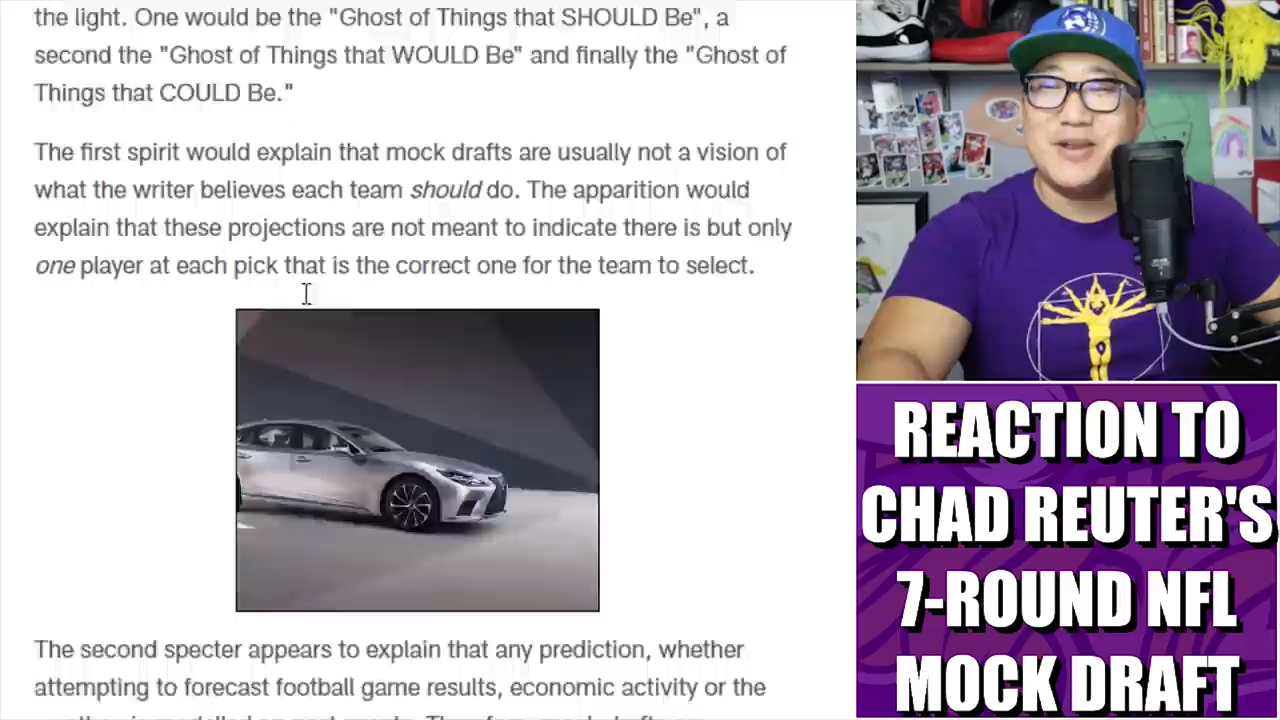 the light. One would be the "Ghost of Things that SHOULD Be", a
second the "Ghost of Things that WOULD Be" and finally the "Ghost of
Things that COULD Be."
The first spirit would explain that mock drafts are usually not a vision of
what the writer believes each team should do. The apparition would
explain that these projections are not meant to indicate there is but only
one player at each pick that is the correct one for the team to select.
The second specter appears to explain that any prediction, whether
attempting to forecast football game results, economic activity or the
REACTION TO
CHAD REUTER'S
7-ROUND NFL
MOCK DRAFT